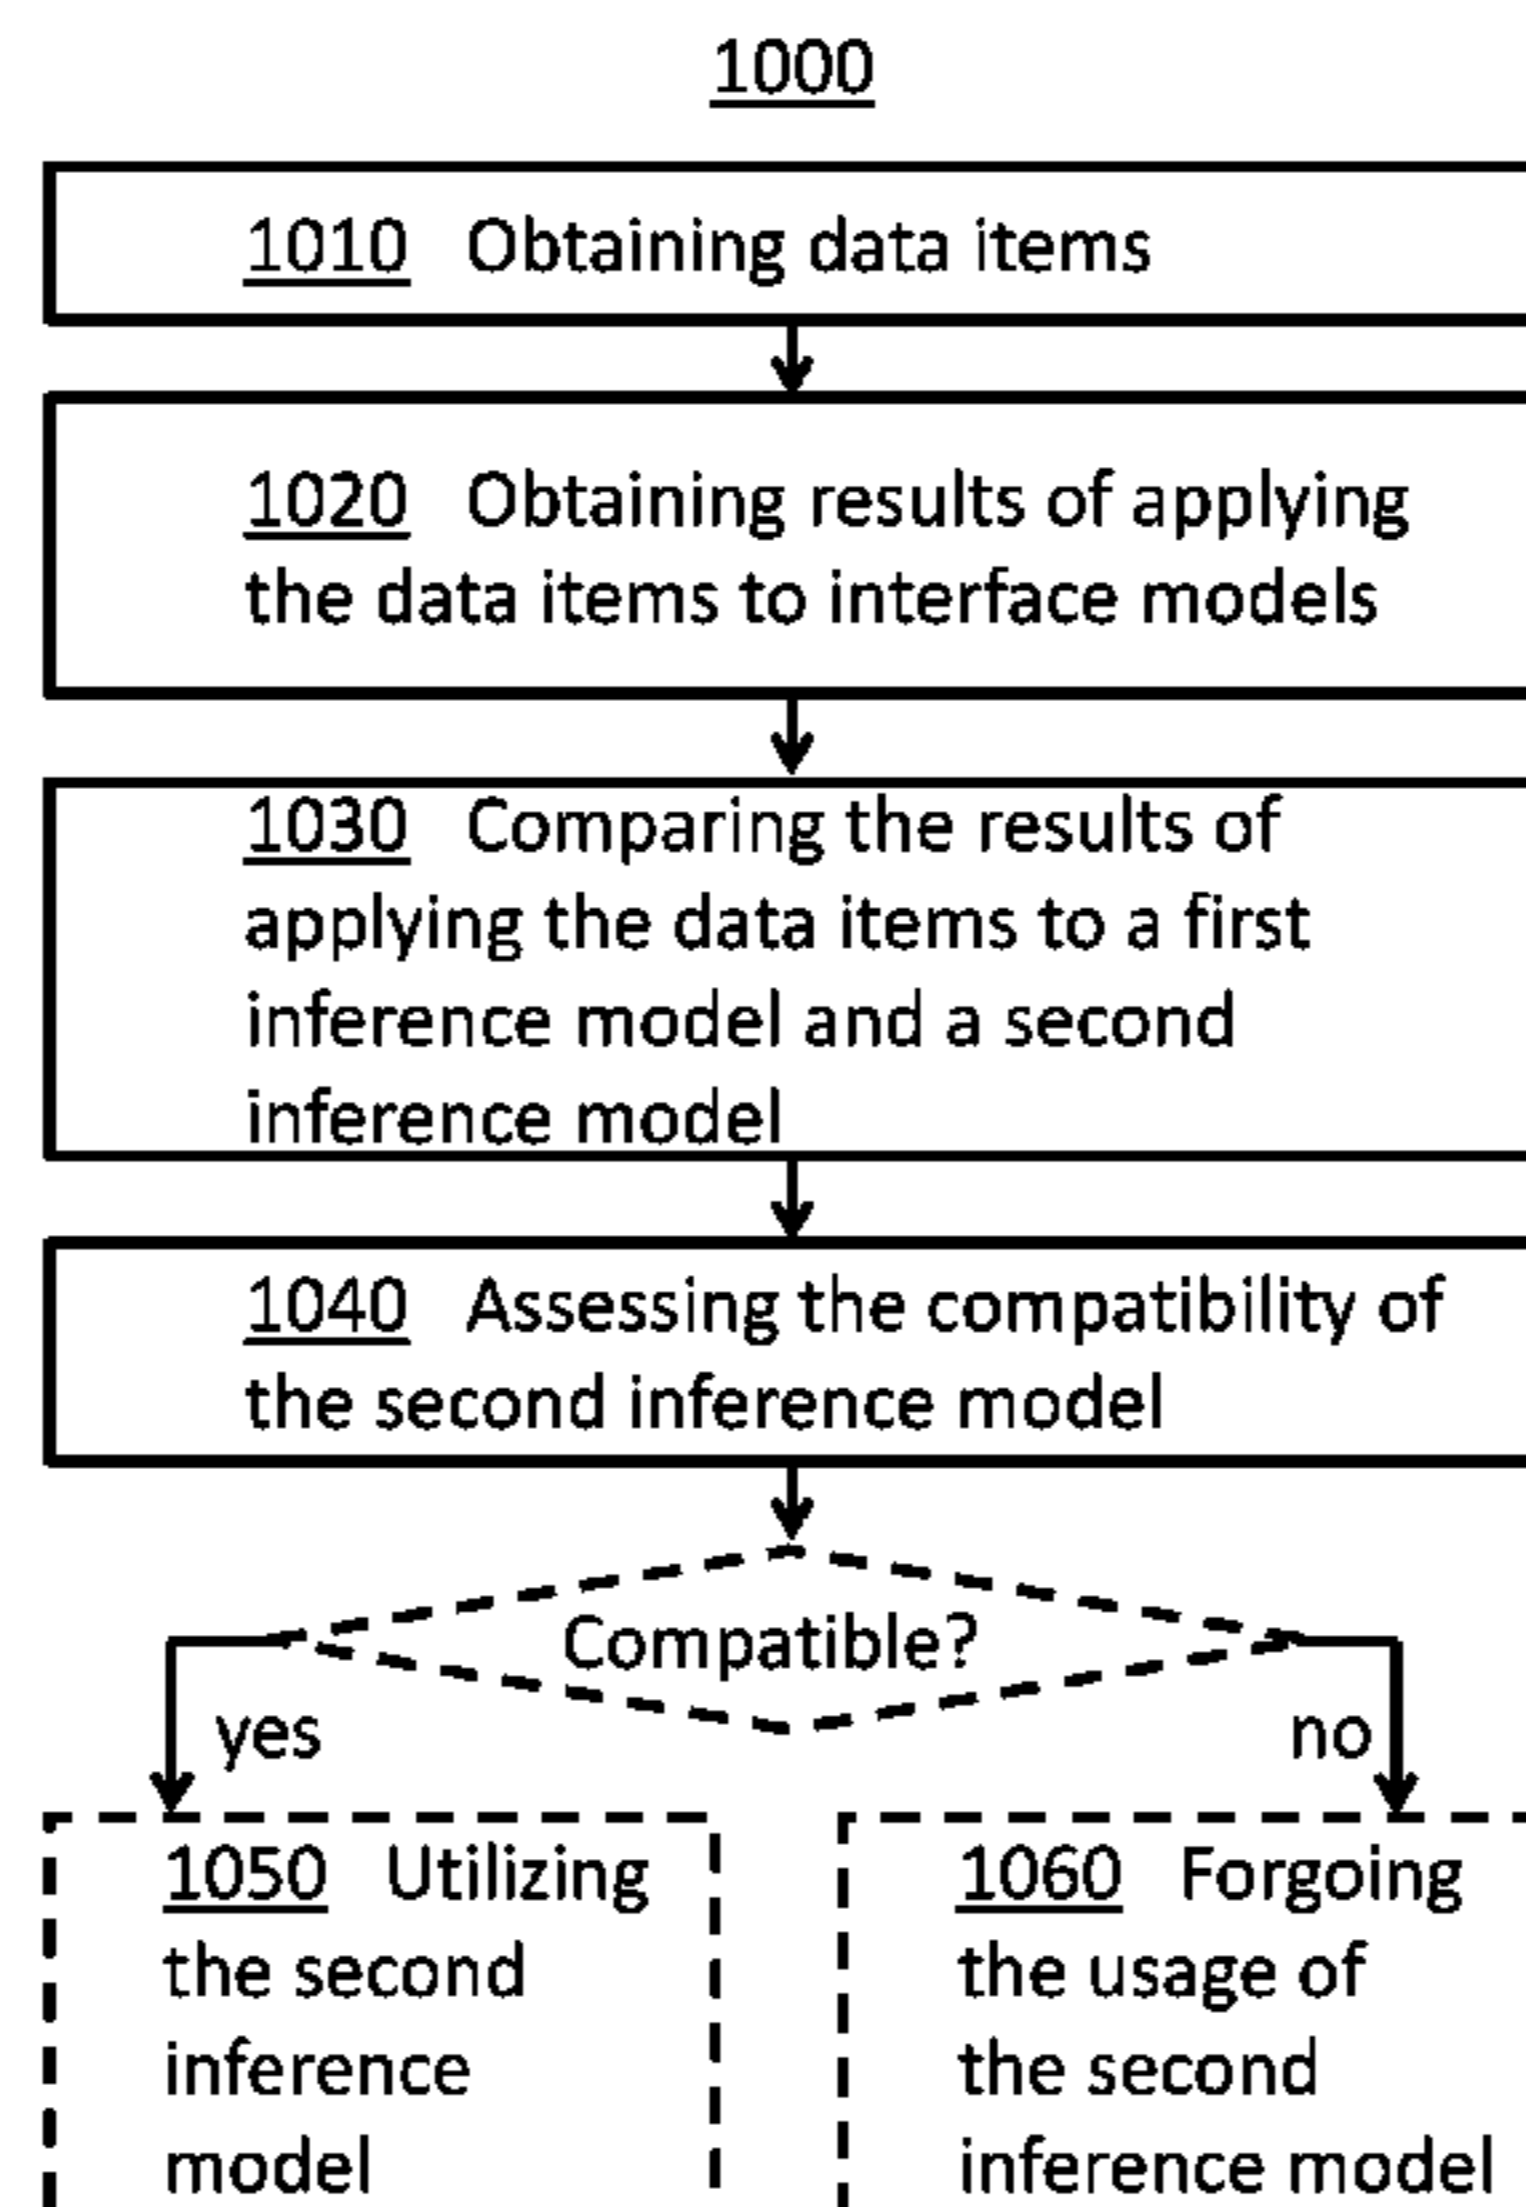 1000
1010 Obtaining data items
1020 Obtaining results of applying
the data items to interface models
1030 Comparing the results of
applying the data items to a first
inference model and a second
inference model
1040 Assessing the compatibility of
the second inference model
Compatible?
yes
no
1050 Utilizing
the second
inference
model
1060 Forgoing
the usage of
the second
inference model